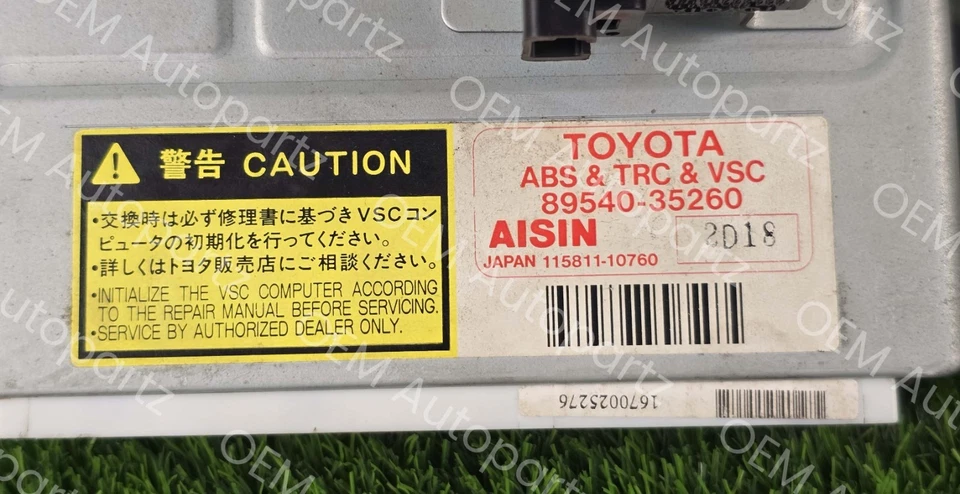 警告 CAUTION
・交換時は必ず修理書に基づきVSCコン
ピュータの初期化を行ってください。
・詳しくはトヨタ販売店にご相談ください。
・INITIALIZE THE VSC COMPUTER ACCORDING
TO THE REPAIR MANUAL BEFORE SERVICING.
・SERVICE BY AUTHORIZED DEALER ONLY.
TOYOTA
ABS & TRC & VSC
89540-35260
AISIN 2D18
JAPAN 115811-10760
1670025276
OEM Autopartz